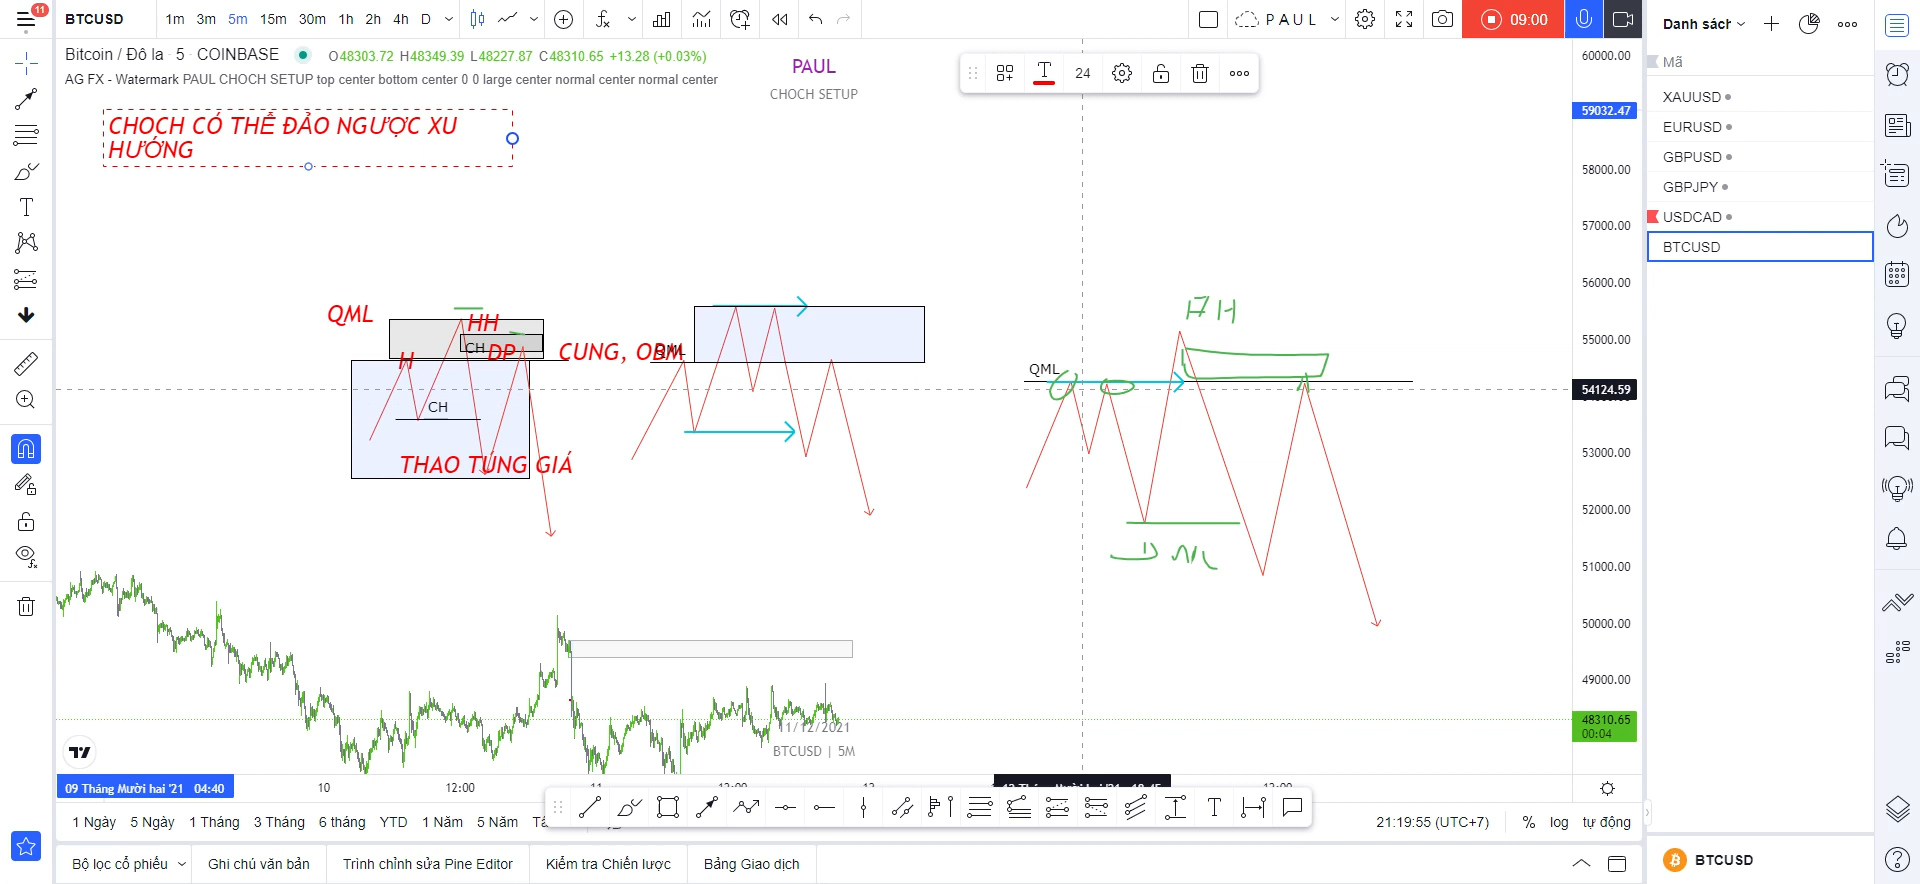 11
BTCUSD
1m 3m 5m 15m 30m 1h 2h 4h D
PAUL
09:00
Danh sách
Bitcoin / Đô la 5 COINBASE
O48303.72 H48349.39 L48227.87 C48310.65 +13.28 (+0.03%)
AG FX - Watermark PAUL CHOCH SETUP top center bottom center 0 0 large center normal center normal center
PAUL
CHOCH SETUP
24
Mã
XAUUSD
EURUSD
GBPUSD
GBPJPY
USDCAD
BTCUSD
CHOCH CÓ THỂ ĐẢO NGƯỢC XU
HƯỚNG
60000.00
59032.47
58000.00
57000.00
56000.00
55000.00
54124.59
53000.00
52000.00
51000.00
50000.00
49000.00
48310.65
00:04
QML
HH
CH
DP
H
CUNG, OBM
CH
THAO TÚNG GIÁ
QML
11/12/2021
BTCUSD | 5M
09 Tháng Mười hai '21 04:40
10
12:00
1 Ngày 5 Ngày 1 Tháng 3 Tháng 6 tháng YTD 1 Năm 5 Năm
21:19:55 (UTC+7)
% log tự động
Bộ lọc cổ phiếu
Ghi chú văn bản
Trình chỉnh sửa Pine Editor
Kiểm tra Chiến lược
Bảng Giao dịch
BTCUSD